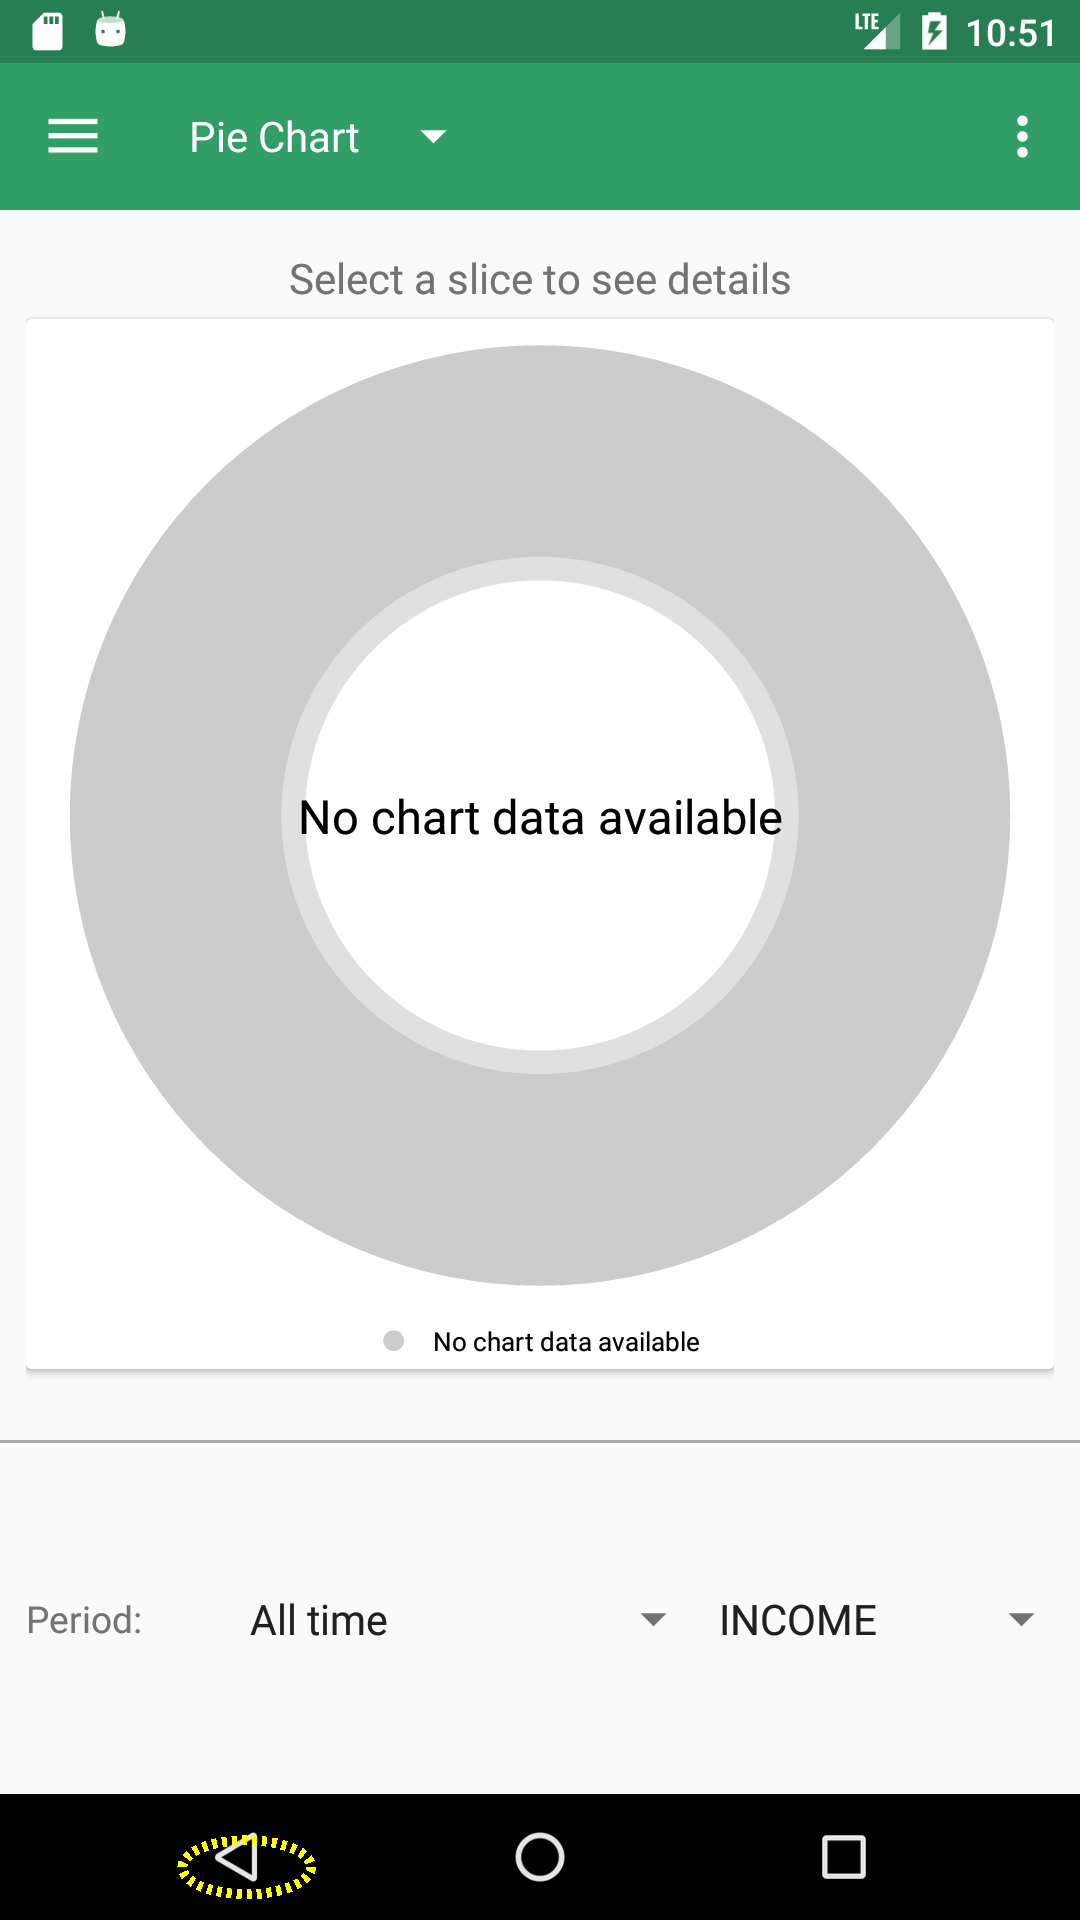 LTE 10:51
Pie Chart
Select a slice to see details
No chart data available
No chart data available
Period: All time INCOME